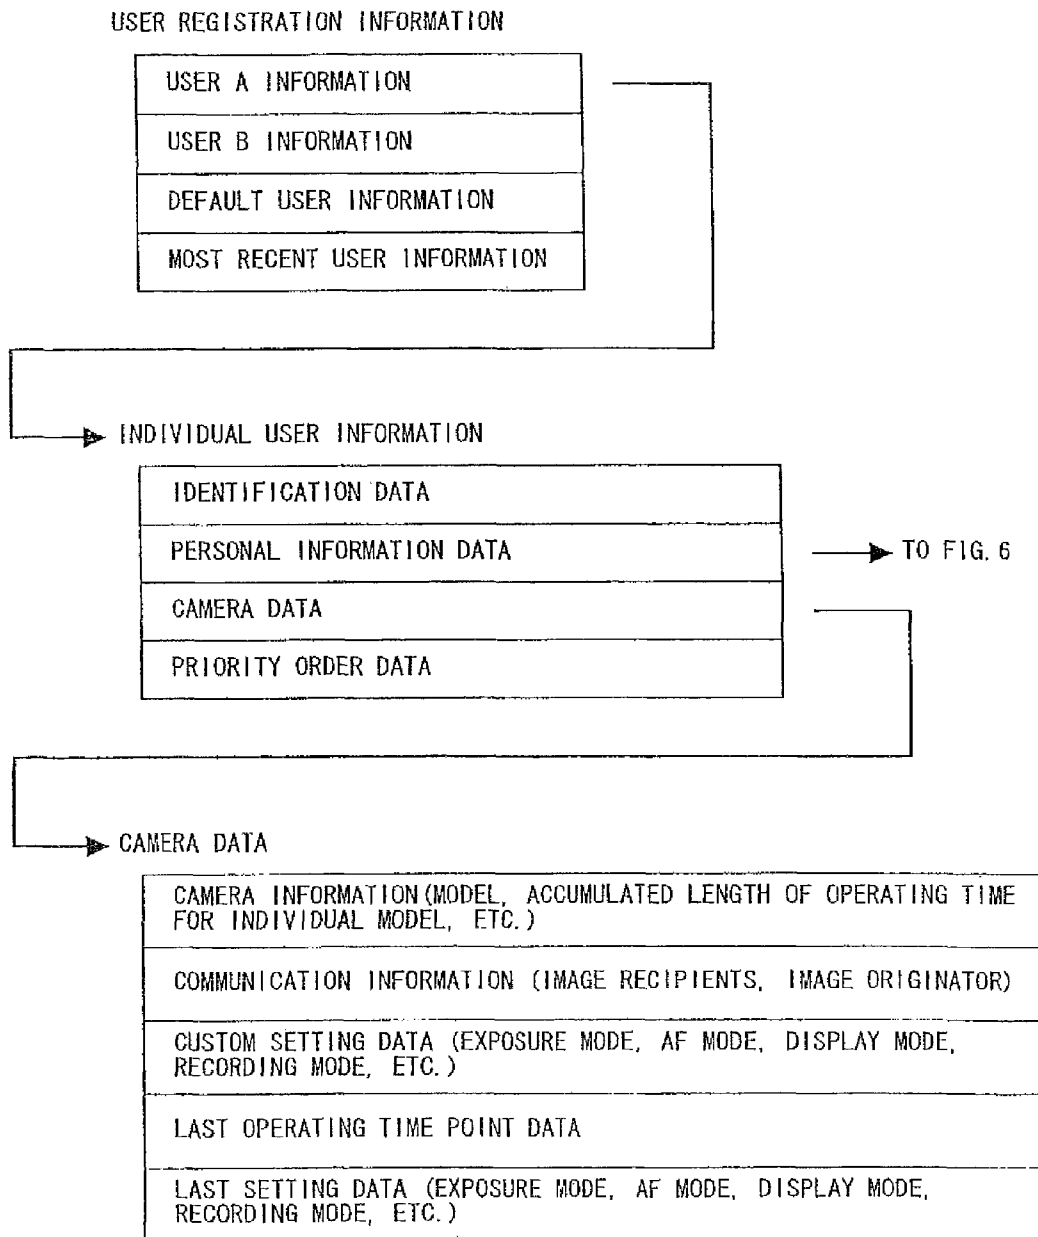 USER REGISTRATION INFORMATION
USER A INFORMATION
USER B INFORMATION
DEFAULT USER INFORMATION
MOST RECENT USER INFORMATION
INDIVIDUAL USER INFORMATION
IDENTIFICATION DATA
PERSONAL INFORMATION DATA
TO FIG. 6
CAMERA DATA
PRIORITY ORDER DATA
CAMERA DATA
CAMERA INFORMATION (MODEL, ACCUMULATED LENGTH OF OPERATING TIME
FOR INDIVIDUAL MODEL, ETC.)
COMMUNICATION INFORMATION (IMAGE RECIPIENTS, IMAGE ORIGINATOR)
CUSTOM SETTING DATA (EXPOSURE MODE, AF MODE, DISPLAY MODE,
RECORDING MODE, ETC.)
LAST OPERATING TIME POINT DATA
LAST SETTING DATA (EXPOSURE MODE, AF MODE, DISPLAY MODE,
RECORDING MODE, ETC.)